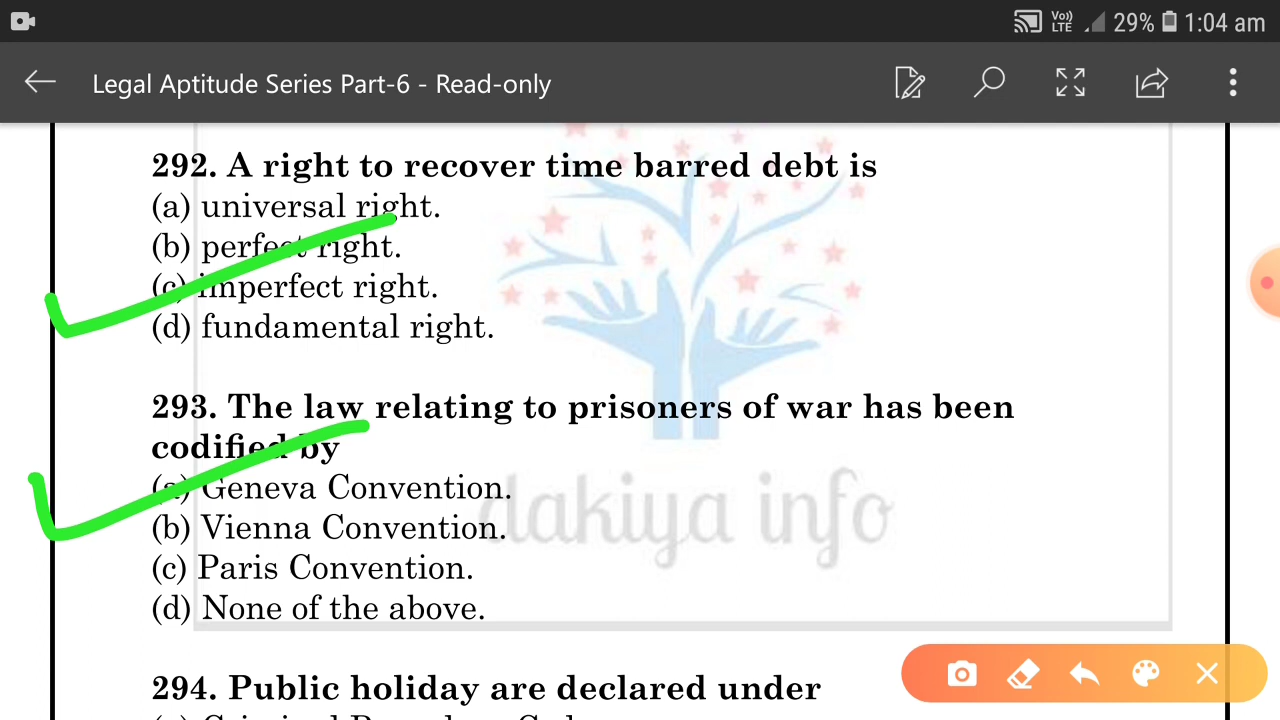 Vo))
LTE
29%
1:04 am
Legal Aptitude Series Part-6 - Read-only
292. A right to recover time barred debt is
(a) universal right.
(b) perfect right.
(c) imperfect right.
(d) fundamental right.
293. The law relating to prisoners of war has been
codified by
(a) Geneva Convention.
(b) Vienna Convention.
(c) Paris Convention.
(d) None of the above.
dakiya info
294. Public holiday are declared under